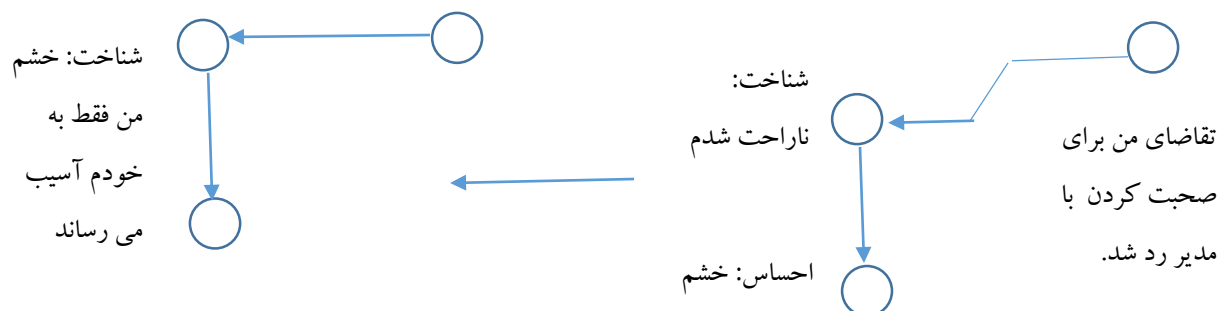 تقاضای من برای
صحبت کردن با
مدیر رد شد.
شناخت:
ناراحت شدم
احساس: خشم
شناخت: خشم
من فقط به
خودم آسیب
می رساند